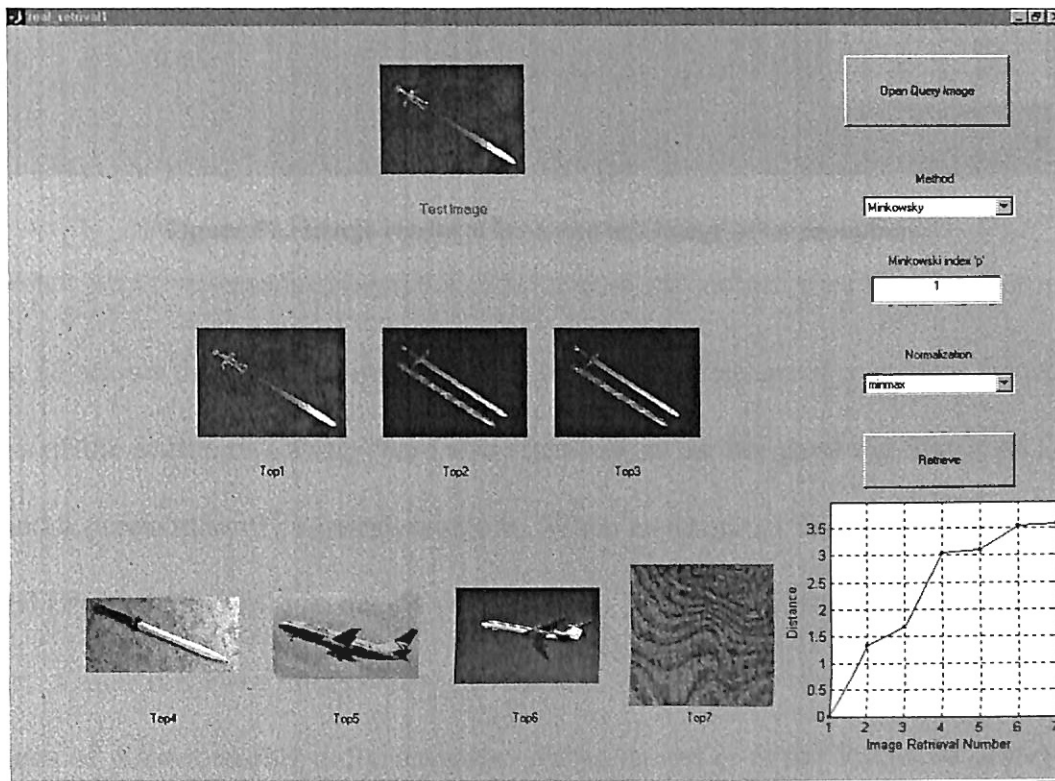 real_retrival1
Open Query Image
Test Image
Method
Minkowsky
Minkowski index 'p'
1
Normalization
minmax
Retrieve
Top1
Top2
Top3
Top4
Top5
Top6
Top7
Distance
3.5
3
2.5
2
1.5
1
0.5
0
1 2 3 4 5 6 7
Image Retrieval Number